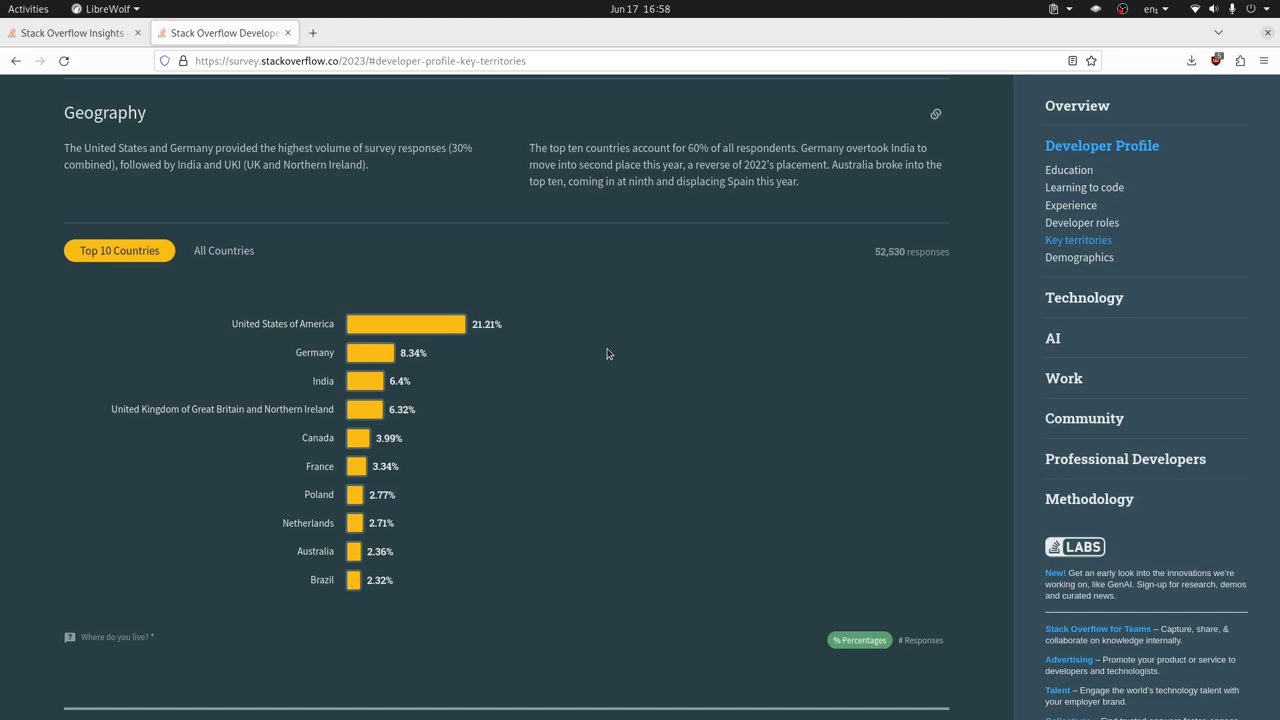 Activities
LibreWolf
Jun 17 16:58
en1
Stack Overflow Insights -
Stack Overflow Develope
https://survey.stackoverflow.co/2023/#developer-profile-key-territories
5
Geography
The United States and Germany provided the highest volume of survey responses (30%
combined), followed by India and UKI (UK and Northern Ireland).
The top ten countries account for 60% of all respondents. Germany overtook India to
move into second place this year, a reverse of 2022's placement. Australia broke into the
top ten, coming in at ninth and displacing Spain this year.
Top 10 Countries
All Countries
52,530 responses
United States of America 21.21%
Germany 8.34%
India 6.4%
United Kingdom of Great Britain and Northern Ireland 6.32%
Canada 3.99%
France 3.34%
Poland 2.77%
Netherlands 2.71%
Australia 2.36%
Brazil 2.32%
Where do you live? *
% Percentages
# Responses
Overview
Developer Profile
Education
Learning to code
Experience
Developer roles
Key territories
Demographics
Technology
AI
Work
Community
Professional Developers
Methodology
LABS
New! Get an early look into the innovations we're
working on, like GenAI. Sign-up for research, demos
and curated news.
Stack Overflow for Teams – Capture, share, &
collaborate on knowledge internally.
Advertising – Promote your product or service to
developers and technologists.
Talent – Engage the world's technology talent with
your employer brand.